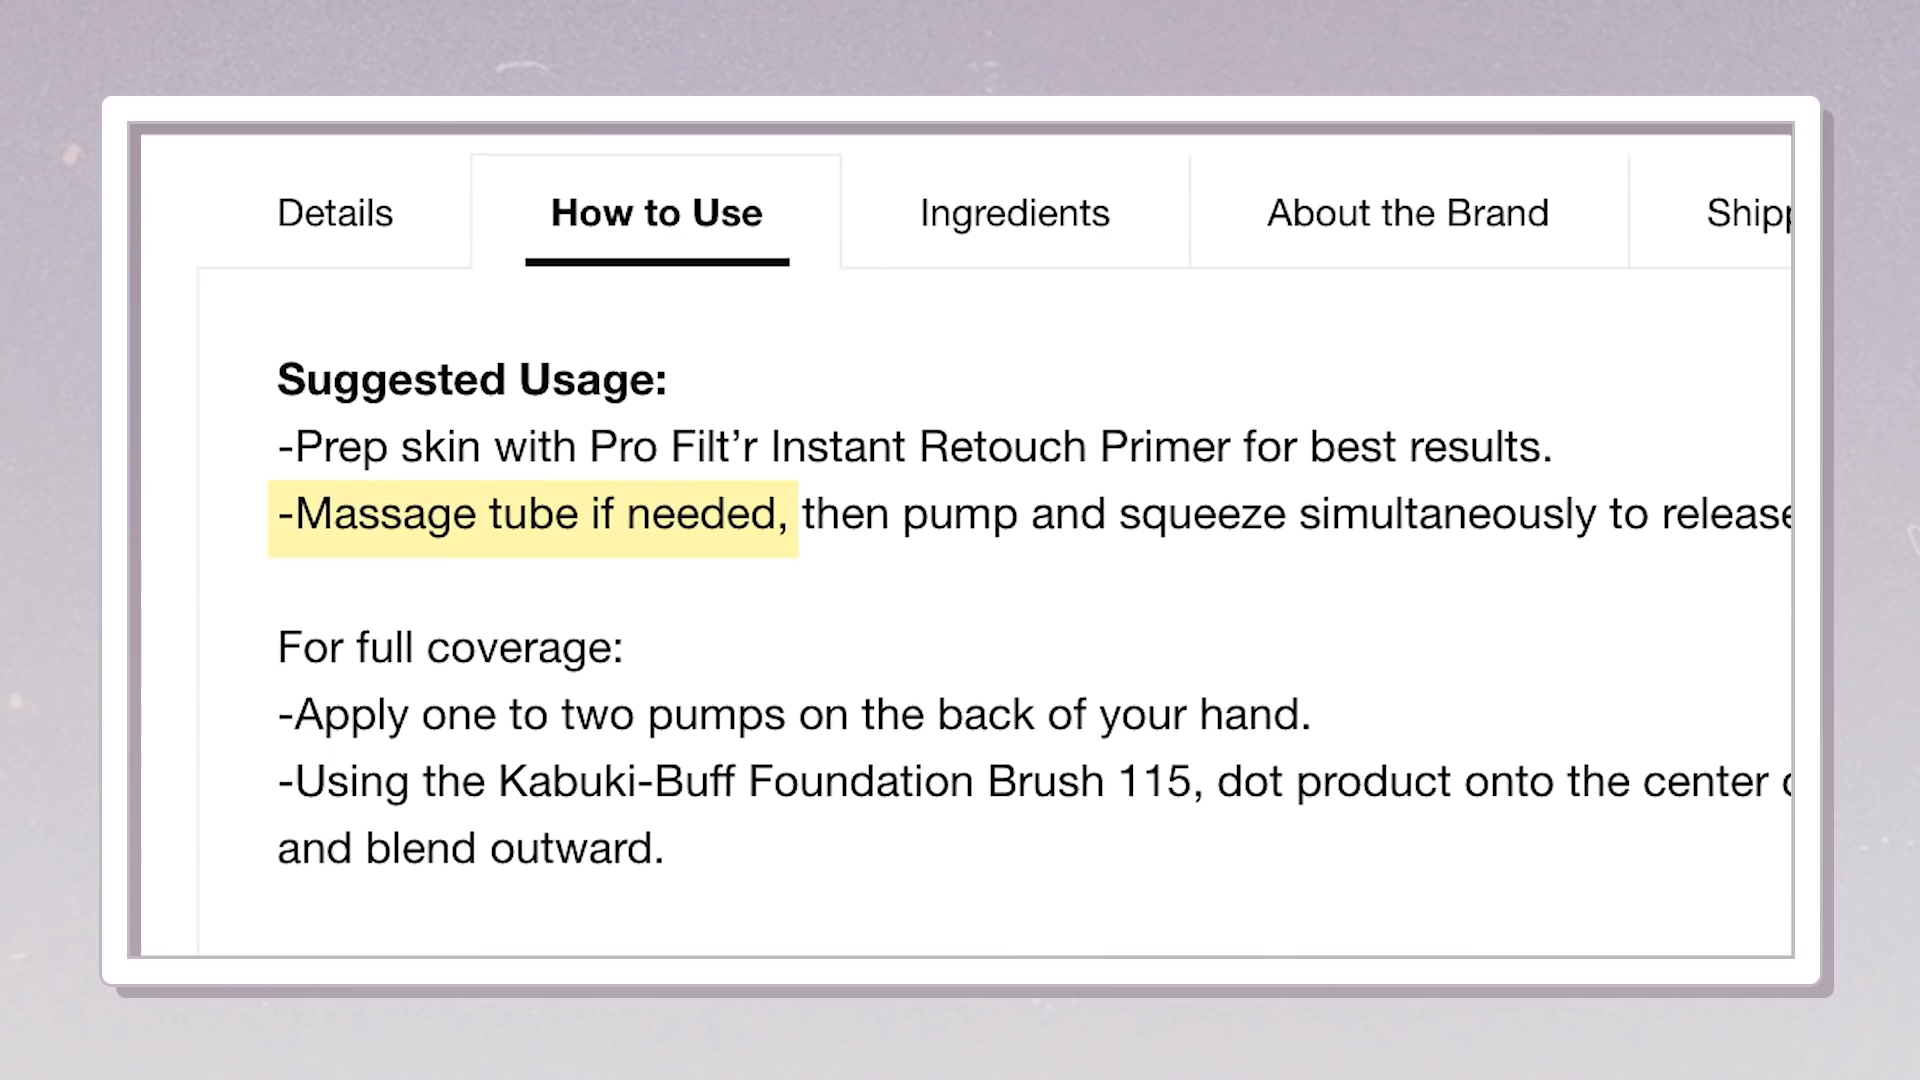 Details How to Use Ingredients About the Brand
Suggested Usage:
-Prep skin with Pro Filt’r Instant Retouch Primer for best results.
-Massage tube if needed, then pump and squeeze simultaneously to release
For full coverage:
-Apply one to two pumps on the back of your hand.
-Using the Kabuki-Buff Foundation Brush 115, dot product onto the center
and blend outward.